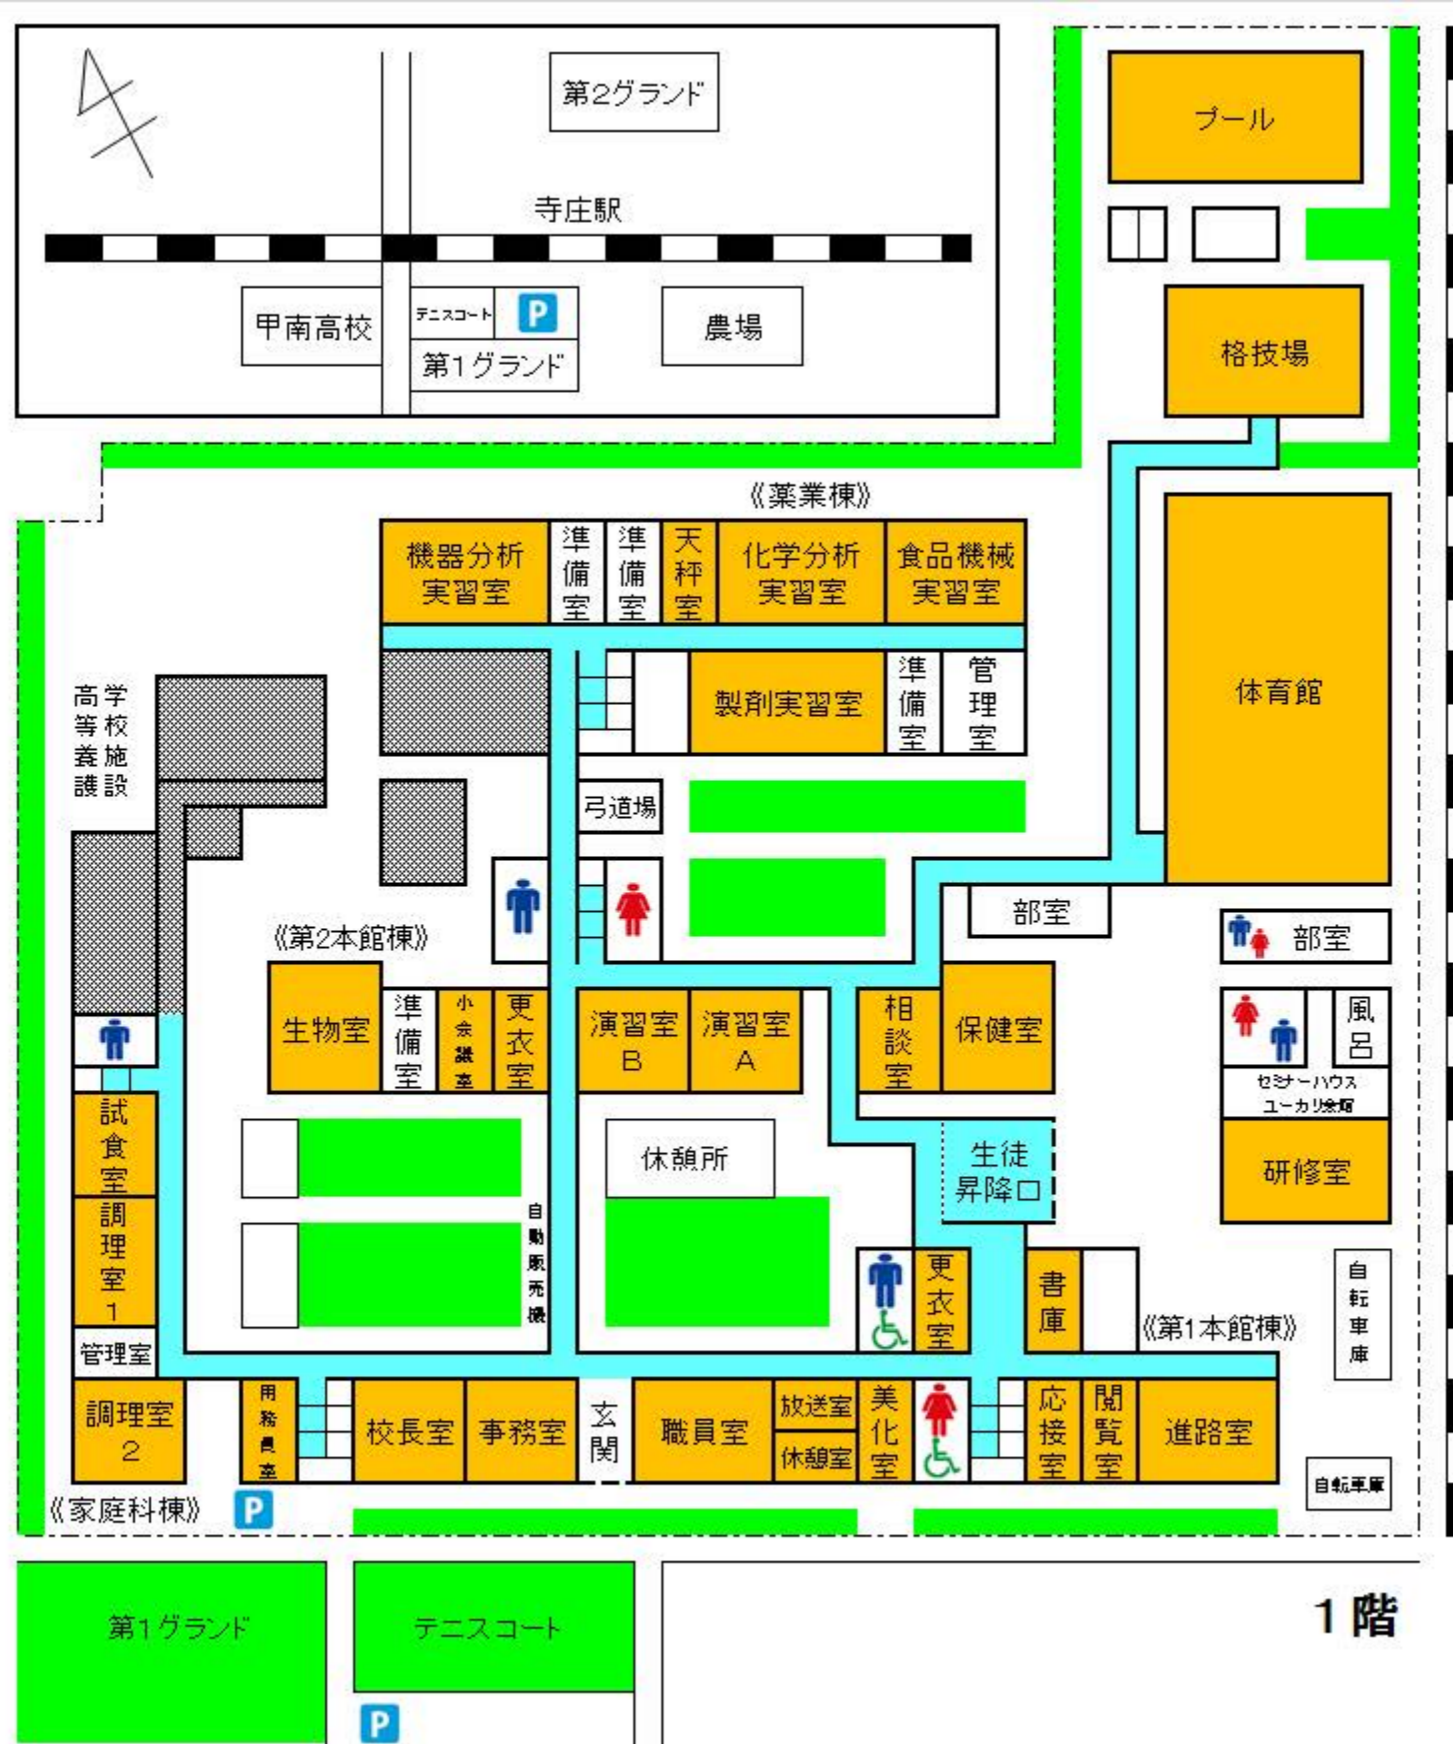 第2グランド
寺庄駅
甲南高校
テニスコート
P
第1グランド
農場
プール
格技場
《薬業棟》
機器分析
実習室
準備室
準備室
天秤室
化学分析
実習室
食品機械
実習室
体育館
製剤実習室
準備室
管理室
高等養護
学校施設
弓道場
部室
部室
《第2本館棟》
生物室
準備室
小会議室
更衣室
演習室
B
演習室
A
相談室
保健室
風呂
セミナーハウス
ユーカリ会館
研修室
試食室
調理室1
管理室
調理室
2
休憩所
生徒
昇降口
自動販売機
更衣室
書庫
《第1本館棟》
自転車庫
用務員室
校長室
事務室
玄関
職員室
放送室
休憩室
美化室
応接室
閲覧室
進路室
自転車庫
《家庭科棟》
P
第1グランド
テニスコート
P
1階